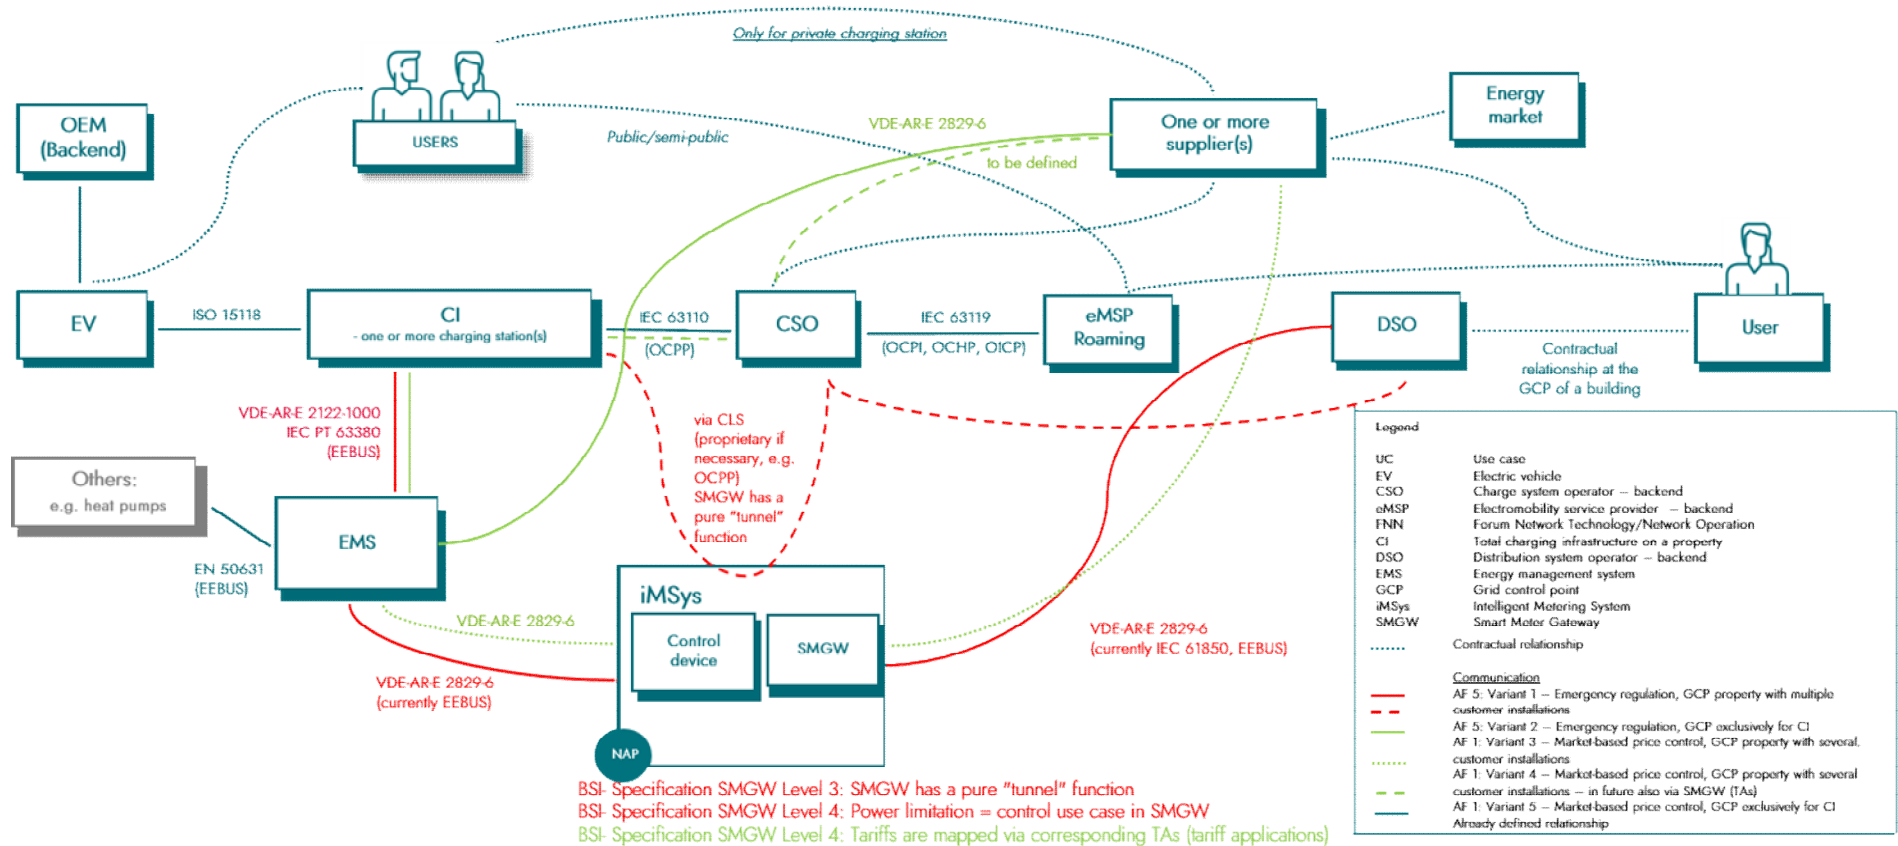 Only for private charging station
OEM
(Backend)
USERS
Public/semi-public
VDE-AR-E 2829-6
to be defined
One or more
supplier(s)
Energy
market
EV
ISO 15118
CI
- one or more charging station(s)
IEC 63110
(OCPP)
CSO
IEC 63119
(OCPI, OCHP, OICP)
eMSP
Roaming
DSO
Contractual
relationship at the
GCP of a building
User
VDE-AR-E 2122-1000
IEC PT 63380
(EEBUS)
via CLS
(proprietary if
necessary, e.g.
OCPP)
SMGW has a
pure "tunnel"
function
Others:
e.g. heat pumps
EN 50631
(EEBUS)
EMS
VDE-AR-E 2829-6
VDE-AR-E 2829-6
(currently EEBUS)
iMSys
Control
device
SMGW
NAP
VDE-AR-E 2829-6
(currently IEC 61850, EEBUS)
BSI- Specification SMGW Level 3: SMGW has a pure "tunnel" function
BSI- Specification SMGW Level 4: Power limitation = control use case in SMGW
BSI- Specification SMGW Level 4: Tariffs are mapped via corresponding TAs (tariff applications)
Legend
UC Use case
EV Electric vehicle
CSO Charge system operator – backend
eMSP Electromobility service provider – backend
FNN Forum Network Technology/Network Operation
CI Total charging infrastructure on a property
DSO Distribution system operator – backend
EMS Energy management system
GCP Grid control point
iMSys Intelligent Metering System
SMGW Smart Meter Gateway
Contractual relationship
Communication
AF 5: Variant 1 – Emergency regulation, GCP property with multiple
customer installations
AF 5: Variant 2 – Emergency regulation, GCP exclusively for CI
AF 1: Variant 3 – Market-based price control, GCP property with several.
customer installations
AF 1: Variant 4 – Market-based price control, GCP property with several
customer installations – in future also via SMGW (TAs)
AF 1: Variant 5 – Market-based price control, GCP exclusively for CI
Already defined relationship